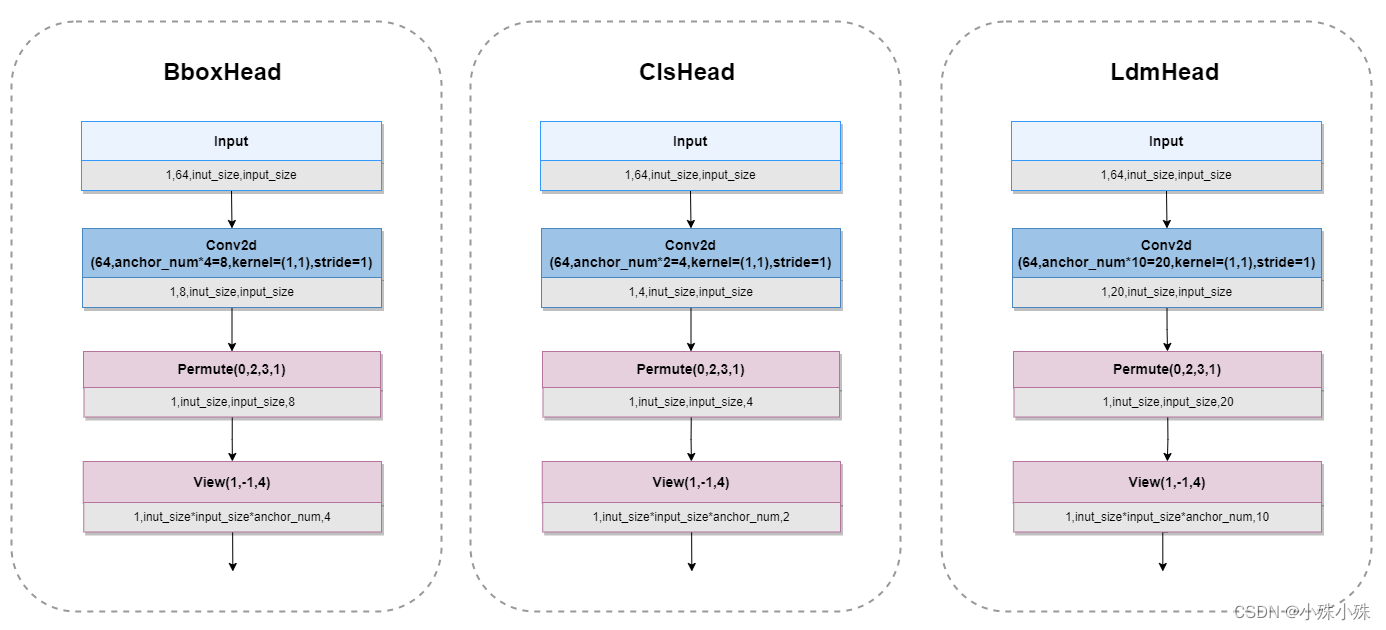 BboxHead
Input
1,64,inut_size,input_size
Conv2d
(64,anchor_num*4=8,kernel=(1,1),stride=1)
1,8,inut_size,input_size
Permute(0,2,3,1)
1,inut_size,input_size,8
View(1,-1,4)
1,inut_size*input_size*anchor_num,4
ClsHead
Input
1,64,inut_size,input_size
Conv2d
(64,anchor_num*2=4,kernel=(1,1),stride=1)
1,4,inut_size,input_size
Permute(0,2,3,1)
1,inut_size,input_size,4
View(1,-1,4)
1,inut_size*input_size*anchor_num,2
LdmHead
Input
1,64,inut_size,input_size
Conv2d
(64,anchor_num*10=20,kernel=(1,1),stride=1)
1,20,inut_size,input_size
Permute(0,2,3,1)
1,inut_size,input_size,20
View(1,-1,4)
1,inut_size*input_size*anchor_num,10
CSDN @小殊小殊